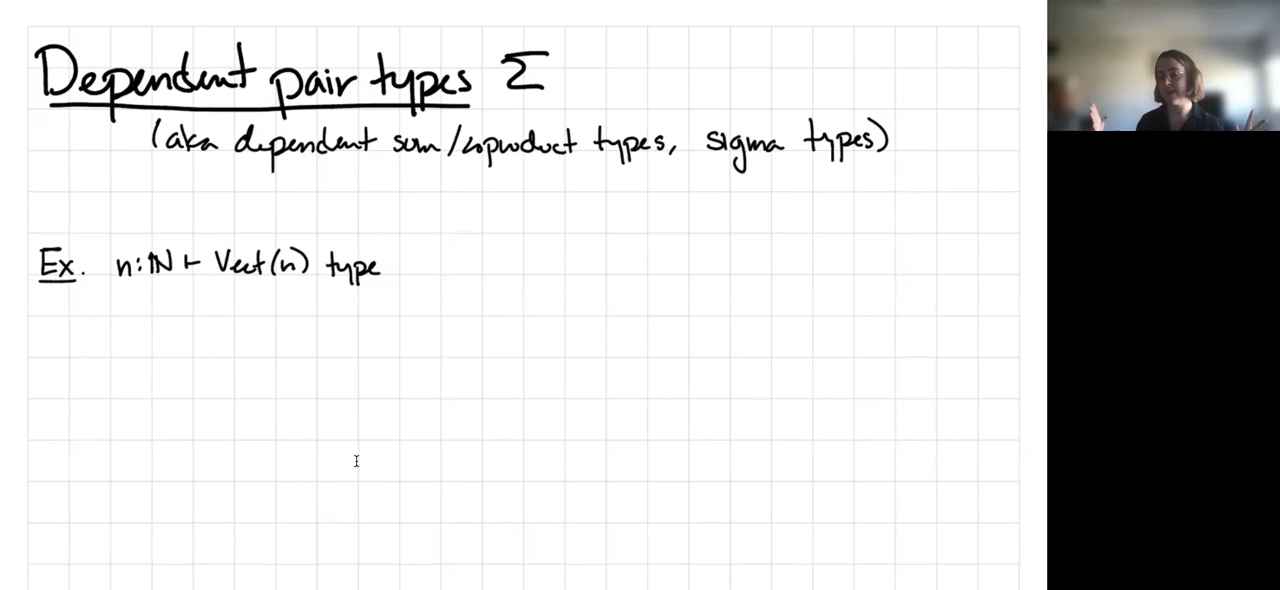 Dependent pair types Σ
(aka dependent sum/coproduct types, sigma types)
Ex. n:ℕ ⊢ Vect(n) type